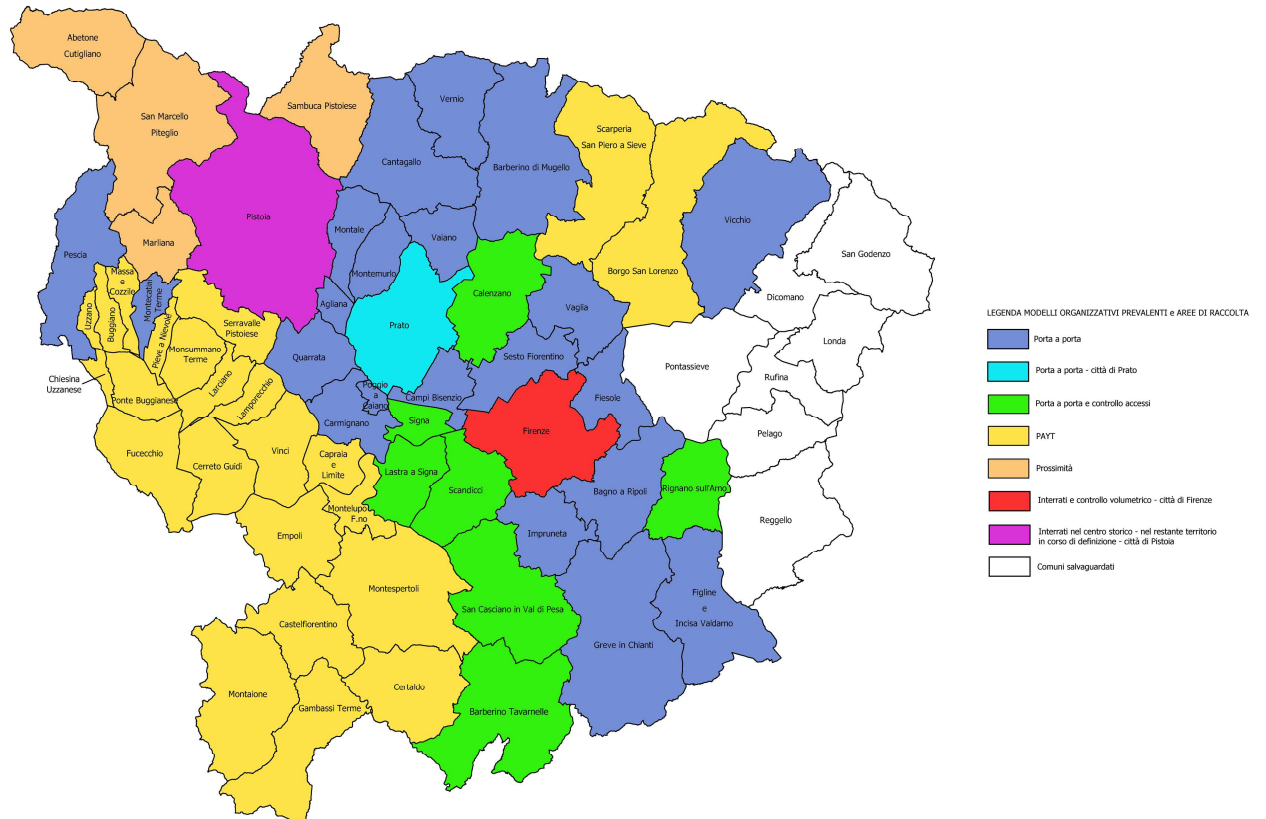 Abetone
Cutigliano
San Marcello
Piteglio
Sambuca Pistoiese
Vernio
Cantagallo
Barberino di Mugello
Scarperia
San Piero a Sieve
Pistoia
Vicchio
Marliana
Montale
Vaiano
Pescia
San Godenzo
Borgo San Lorenzo
Massa
e
Cozzile
Montecatini
Terme
Montemurlo
Calenzano
Dicomano
Agliana
Vaglia
Uzzano
Buggiano
Pieve a Nievole
Serravalle
Pistoiese
Prato
Londa
Monsummano
Terme
Quarrata
Sesto Fiorentino
Pontassieve
Rufina
Chiesina
Uzzanese
Larciano
Lamporecchio
Ponte Buggianese
Poggio
a
Caiano
Campi Bisenzio
Fiesole
Carmignano
Signa
Firenze
Pelago
Fucecchio
Cerreto Guidi
Vinci
Capraia
e
Limite
Lastra a Signa
Scandicci
Bagno a Ripoli
Rignano sull'Arno
Montelupo
F.no
Reggello
Empoli
Impruneta
Montespertoli
San Casciano in Val di Pesa
Figline
e
Incisa Valdarno
Castelfiorentino
Greve in Chianti
Montaione
Certaldo
Gambassi Terme
Barberino Tavarnelle
LEGENDA MODELLI ORGANIZZATIVI PREVALENTI e AREE DI RACCOLTA
Porta a porta
Porta a porta - città di Prato
Porta a porta e controllo accessi
PAYT
Prossimità
Interrati e controllo volumetrico - città di Firenze
Interrati nel centro storico - nel restante territorio
in corso di definizione - città di Pistoia
Comuni salvaguardati